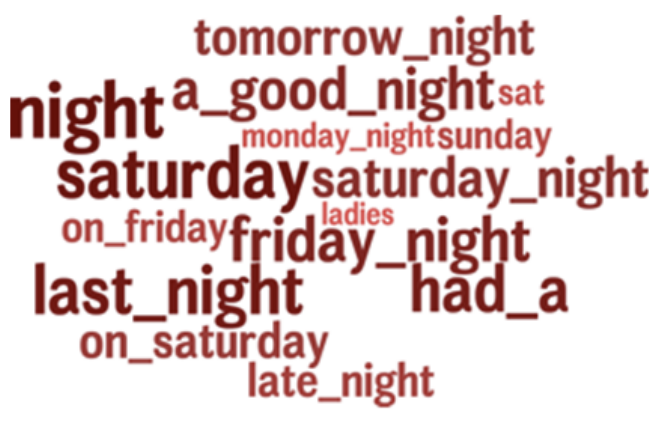 tomorrow_night
night a_good_night sat
monday_night sunday
saturday saturday_night
ladies
on_friday friday_night
last_night had_a
on_saturday
late_night